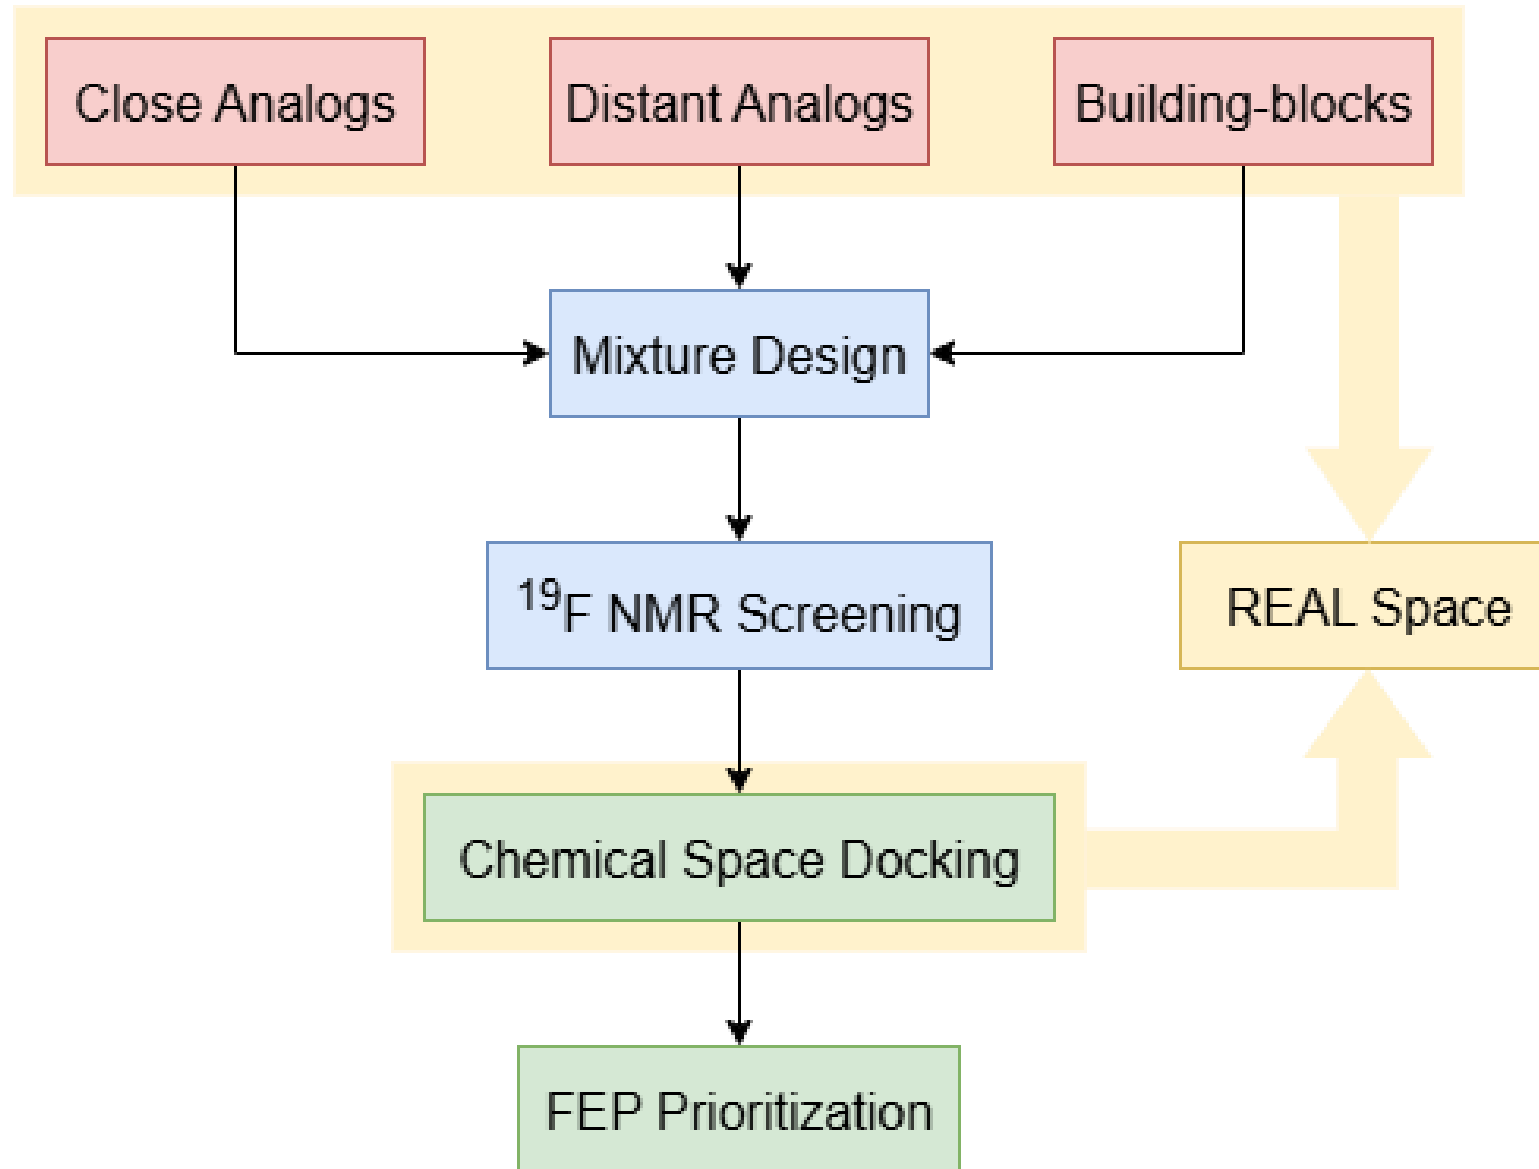 Close Analogs
Distant Analogs
Building-blocks
Mixture Design
¹⁹F NMR Screening
REAL Space
Chemical Space Docking
FEP Prioritization